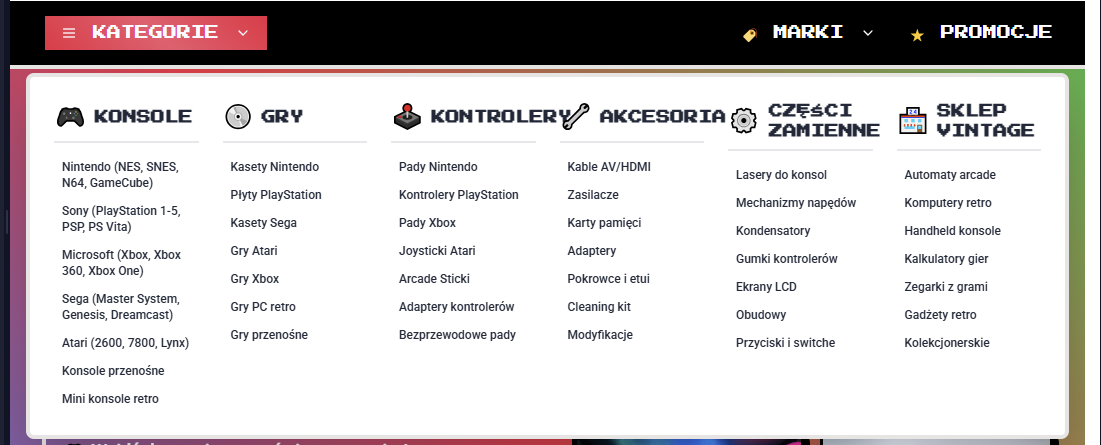 KATEGORIE
MARKI
PROMOCJE
KONSOLE
Nintendo (NES, SNES,
N64, GameCube)
Sony (PlayStation 1-5,
PSP, PS Vita)
Microsoft (Xbox, Xbox
360, Xbox One)
Sega (Master System,
Genesis, Dreamcast)
Atari (2600, 7800, Lynx)
Konsole przenośne
Mini konsole retro
GRY
Kasety Nintendo
Płyty PlayStation
Kasety Sega
Gry Atari
Gry Xbox
Gry PC retro
Gry przenośne
KONTROLERY
Pady Nintendo
Kontrolery PlayStation
Pady Xbox
Joysticki Atari
Arcade Sticki
Adaptery kontrolerów
Bezprzewodowe pady
AKCESORIA
Kable AV/HDMI
Zasilacze
Karty pamięci
Adaptery
Pokrowce i etui
Cleaning kit
Modyfikacje
CZĘŚCI
ZAMIENNE
Lasery do konsol
Mechanizmy napędów
Kondensatory
Gumki kontrolerów
Ekrany LCD
Obudowy
Przyciski i switche
SKLEP
VINTAGE
Automaty arcade
Komputery retro
Handheld konsole
Kalkulatory gier
Zegarki z grami
Gadżety retro
Kolekcjonerskie